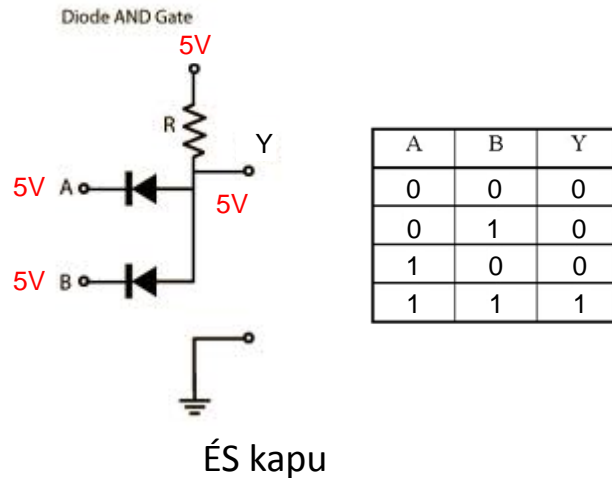 Diode AND Gate
5V
R
Y
5V A
5V
5V B
A B Y
0 0 0
0 1 0
1 0 0
1 1 1
ÉS kapu